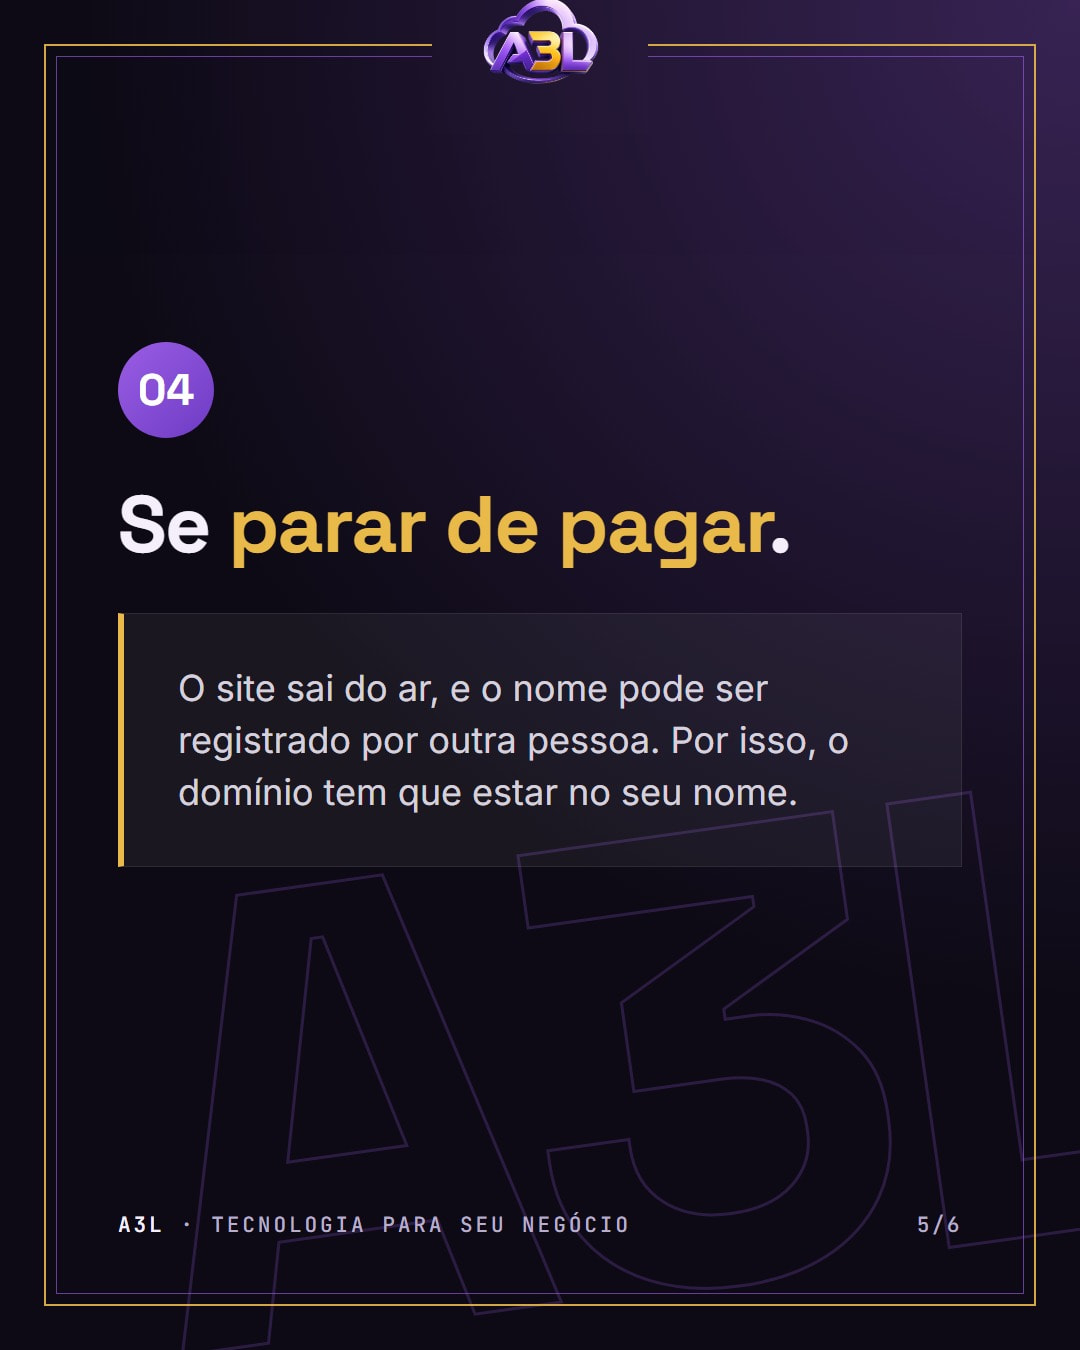 A3L
04
Se parar de pagar.
O site sai do ar, e o nome pode ser
registrado por outra pessoa. Por isso, o
domínio tem que estar no seu nome.
A3L
A3L · TECNOLOGIA PARA SEU NEGÓCIO 5/6